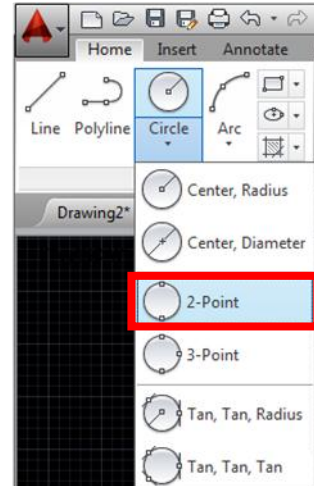 Home Insert Annotate
Line Polyline Circle Arc
Drawing2*
Center, Radius
Center, Diameter
2-Point
3-Point
Tan, Tan, Radius
Tan, Tan, Tan